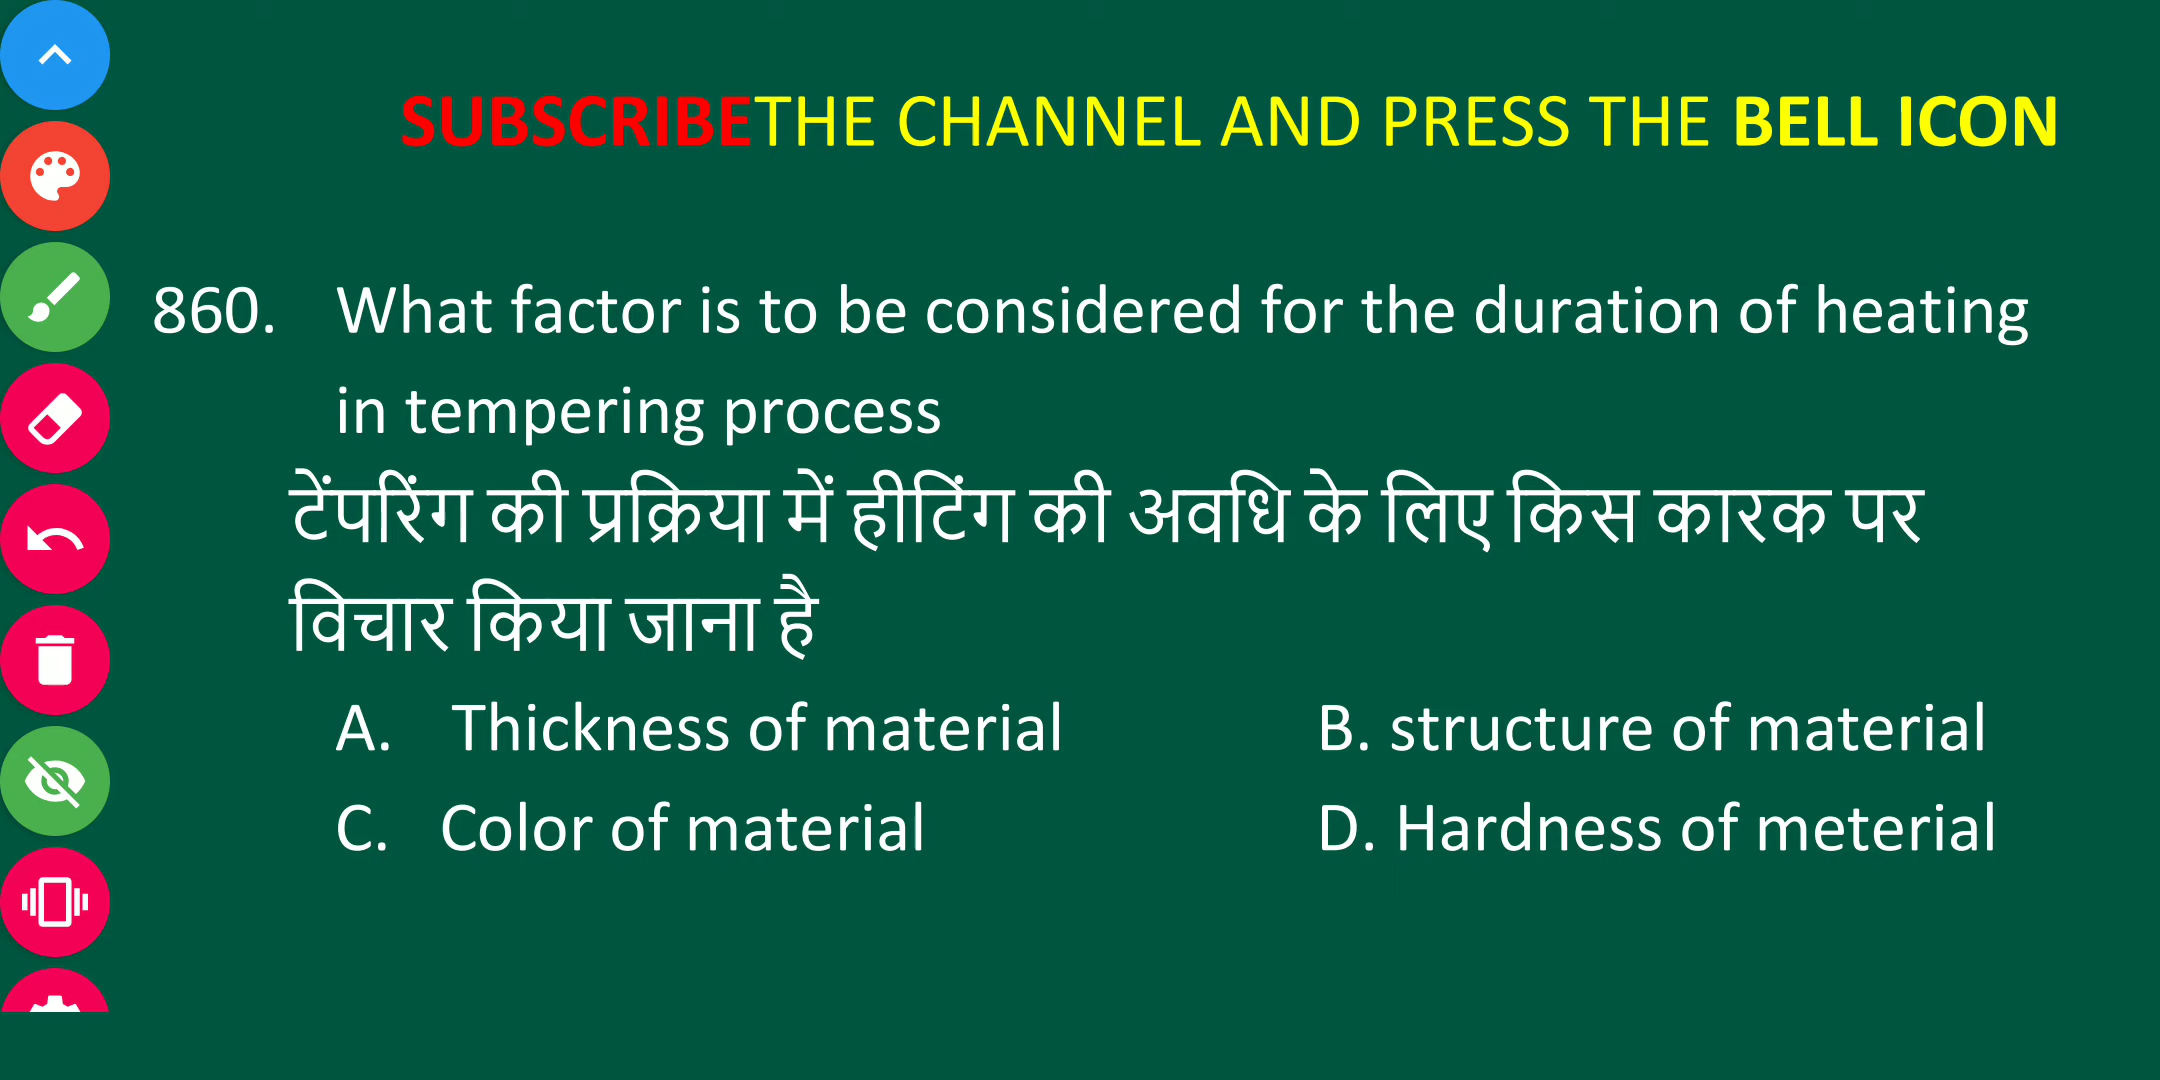 SUBSCRIBETHE CHANNEL AND PRESS THE BELL ICON
860. What factor is to be considered for the duration of heating
in tempering process
टेंपरिंग की प्रक्रिया में हीटिंग की अवधि के लिए किस कारक पर
विचार किया जाना है
A. Thickness of material B. structure of material
C. Color of material D. Hardness of meterial